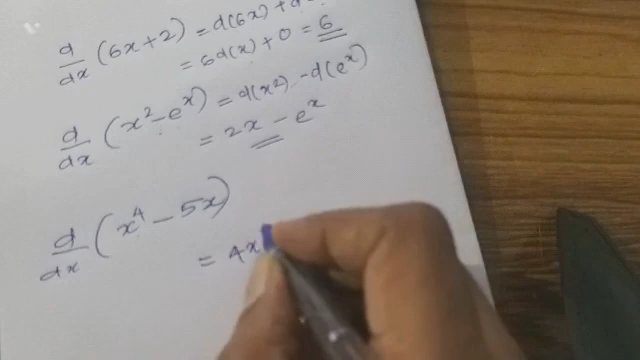 d/dx (6x+2) = d(6x) +
= 6d(x) + 0 = 6
d/dx (x² - eˣ) = d(x²) - d(eˣ)
= 2x - eˣ
d/dx (x⁴ - 5x)
= 4x